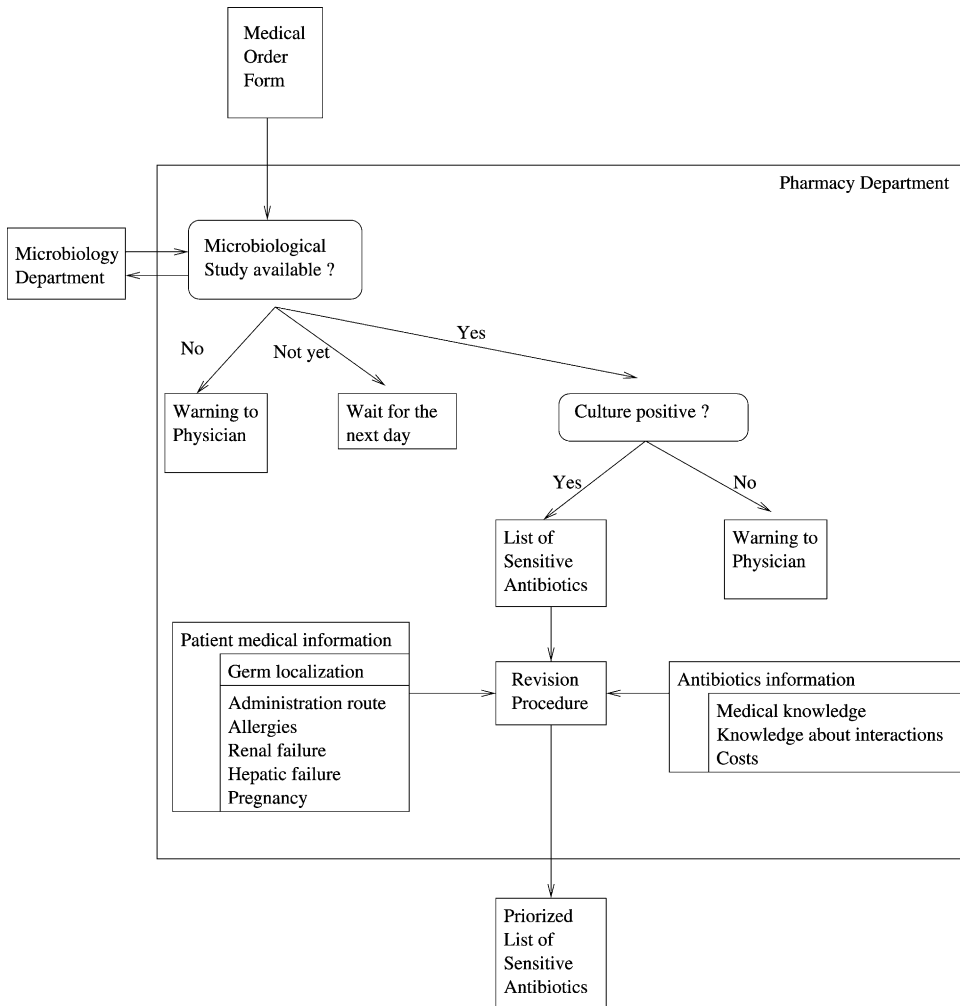 Medical
Order
Form
Pharmacy Department
Microbiology
Department
Microbiological
Study available ?
No
Not yet
Yes
Warning to
Physician
Wait for the
next day
Culture positive ?
Yes
No
List of
Sensitive
Antibiotics
Warning to
Physician
Patient medical information
Germ localization
Administration route
Allergies
Renal failure
Hepatic failure
Pregnancy
Revision
Procedure
Antibiotics information
Medical knowledge
Knowledge about interactions
Costs
Priorized
List of
Sensitive
Antibiotics